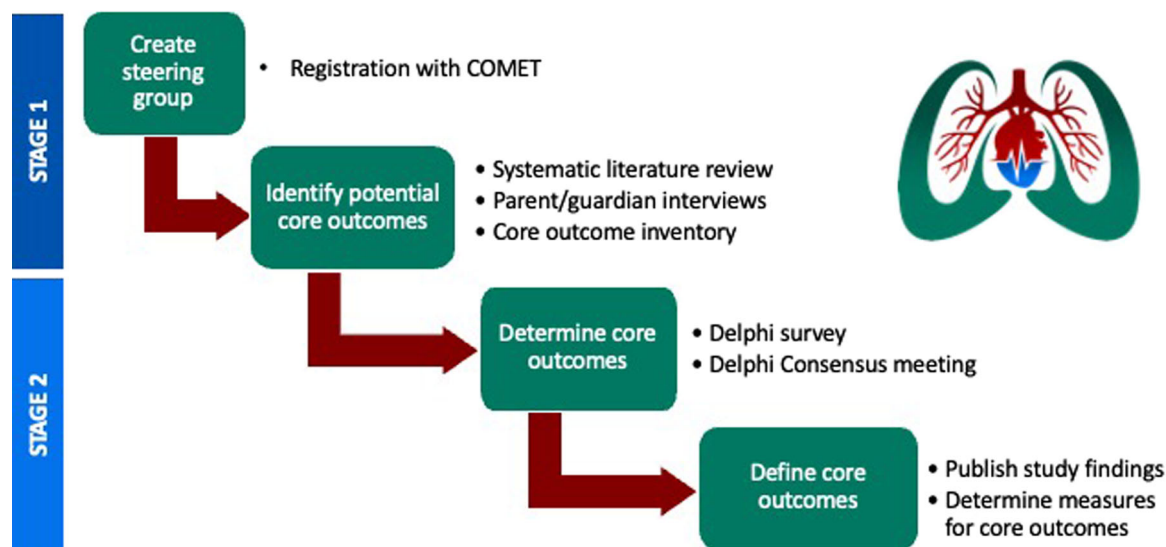 STAGE 1
Create
steering
group
• Registration with COMET
Identify potential
core outcomes
• Systematic literature review
• Parent/guardian interviews
• Core outcome inventory
STAGE 2
Determine core
outcomes
• Delphi survey
• Delphi Consensus meeting
Define core
outcomes
• Publish study findings
• Determine measures
for core outcomes